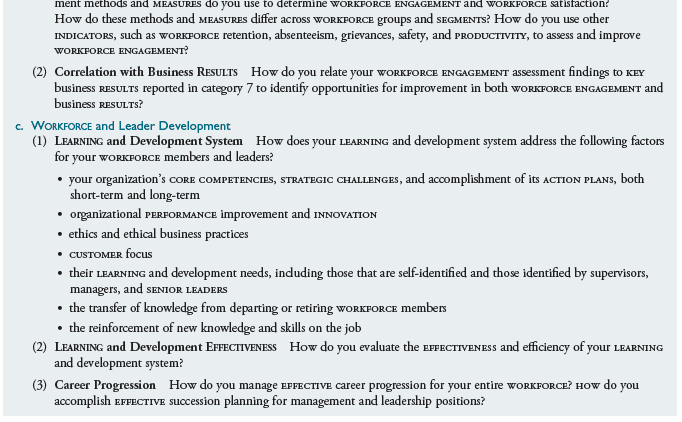 ment methods and MEASURES do you use to determine WORKFORCE ENGAGEMENT and WORKFORCE satisfaction?
How do these methods and MEASURES differ across WORKFORCE groups and SEGMENTS? How do you use other
INDICATORS, such as WORKFORCE retention, absenteeism, grievances, safety, and PRODUCTIVITY, to assess and improve
WORKFORCE ENGAGEMENT?
(2) Correlation with Business RESULTS How do you relate your WORKFORCE ENGAGEMENT assessment findings to KEY
business RESULTS reported in category 7 to identify opportunities for improvement in both WORKFORCE ENGAGEMENT and
business RESULTS?
c. WORKFORCE and Leader Development
(1) LEARNING and Development System How does your LEARNING and development system address the following factors
for your WORKFORCE members and leaders?
• your organization's CORE COMPETENCIES, STRATEGIC CHALLENGES, and accomplishment of its ACTION PLANS, both
short-term and long-term
• organizational PERFORMANCE improvement and INNOVATION
• ethics and ethical business practices
• CUSTOMER focus
• their LEARNING and development needs, including those that are self-identified and those identified by supervisors,
managers, and SENIOR LEADERS
• the transfer of knowledge from departing or retiring WORKFORCE members
• the reinforcement of new knowledge and skills on the job
(2) LEARNING and Development EFFECTIVENESS How do you evaluate the EFFECTIVENESS and efficiency of your LEARNING
and development system?
(3) Career Progression How do you manage EFFECTIVE career progression for your entire WORKFORCE? HOW do you
accomplish EFFECTIVE succession planning for management and leadership positions?